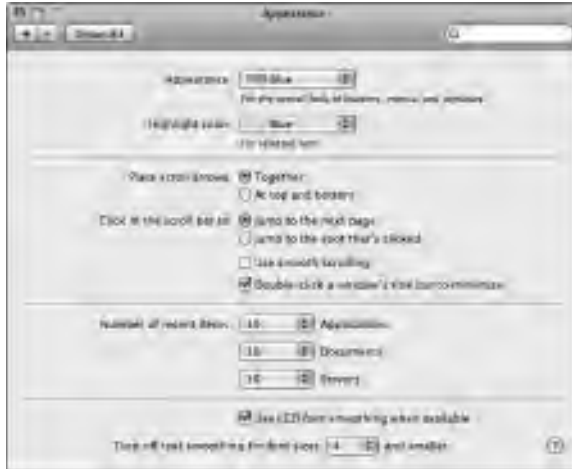 Appearance
Show All
Appearance: Blue
For the overall look of buttons, menus, and windows
Highlight color: Blue
For selected text
Place scroll arrows: Together
At top and bottom
Click in the scroll bar to: Jump to the next page
Jump to the spot that's clicked
Use smooth scrolling
Double-click a window's title bar to minimize
Number of recent items: 10 Applications
10 Documents
10 Servers
Use LCD font smoothing when available
Turn off text smoothing for font sizes 4 and smaller
?